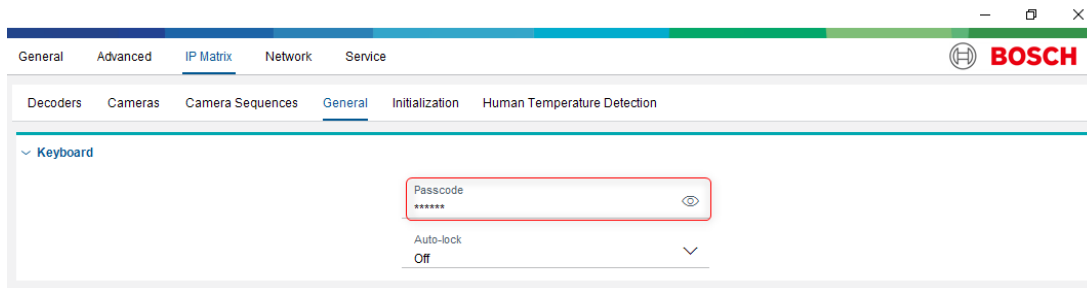 General Advanced IP Matrix Network Service BOSCH
Decoders Cameras Camera Sequences General Initialization Human Temperature Detection
Keyboard
Passcode
******
Auto-lock
Off